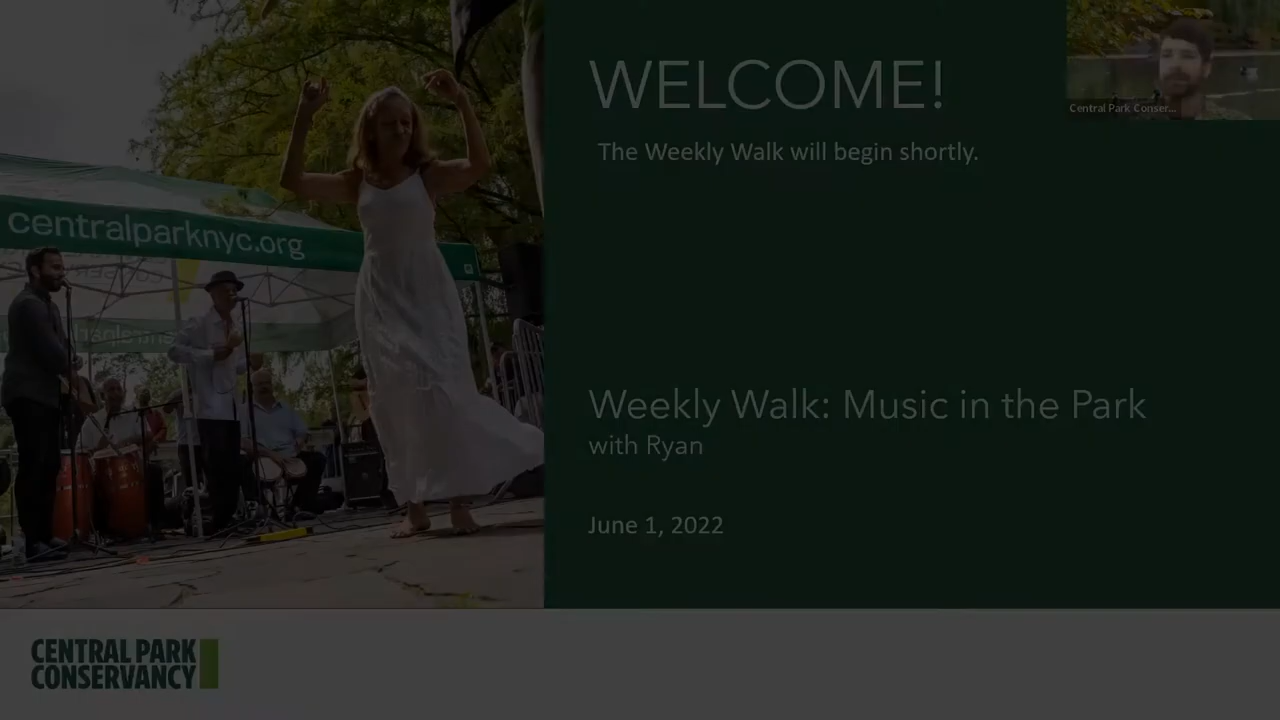 WELCOME!
Central Park Conser...
The Weekly Walk will begin shortly.
centralparknyc.org
Weekly Walk: Music in the Park
with Ryan
June 1, 2022
CENTRAL PARK
CONSERVANCY